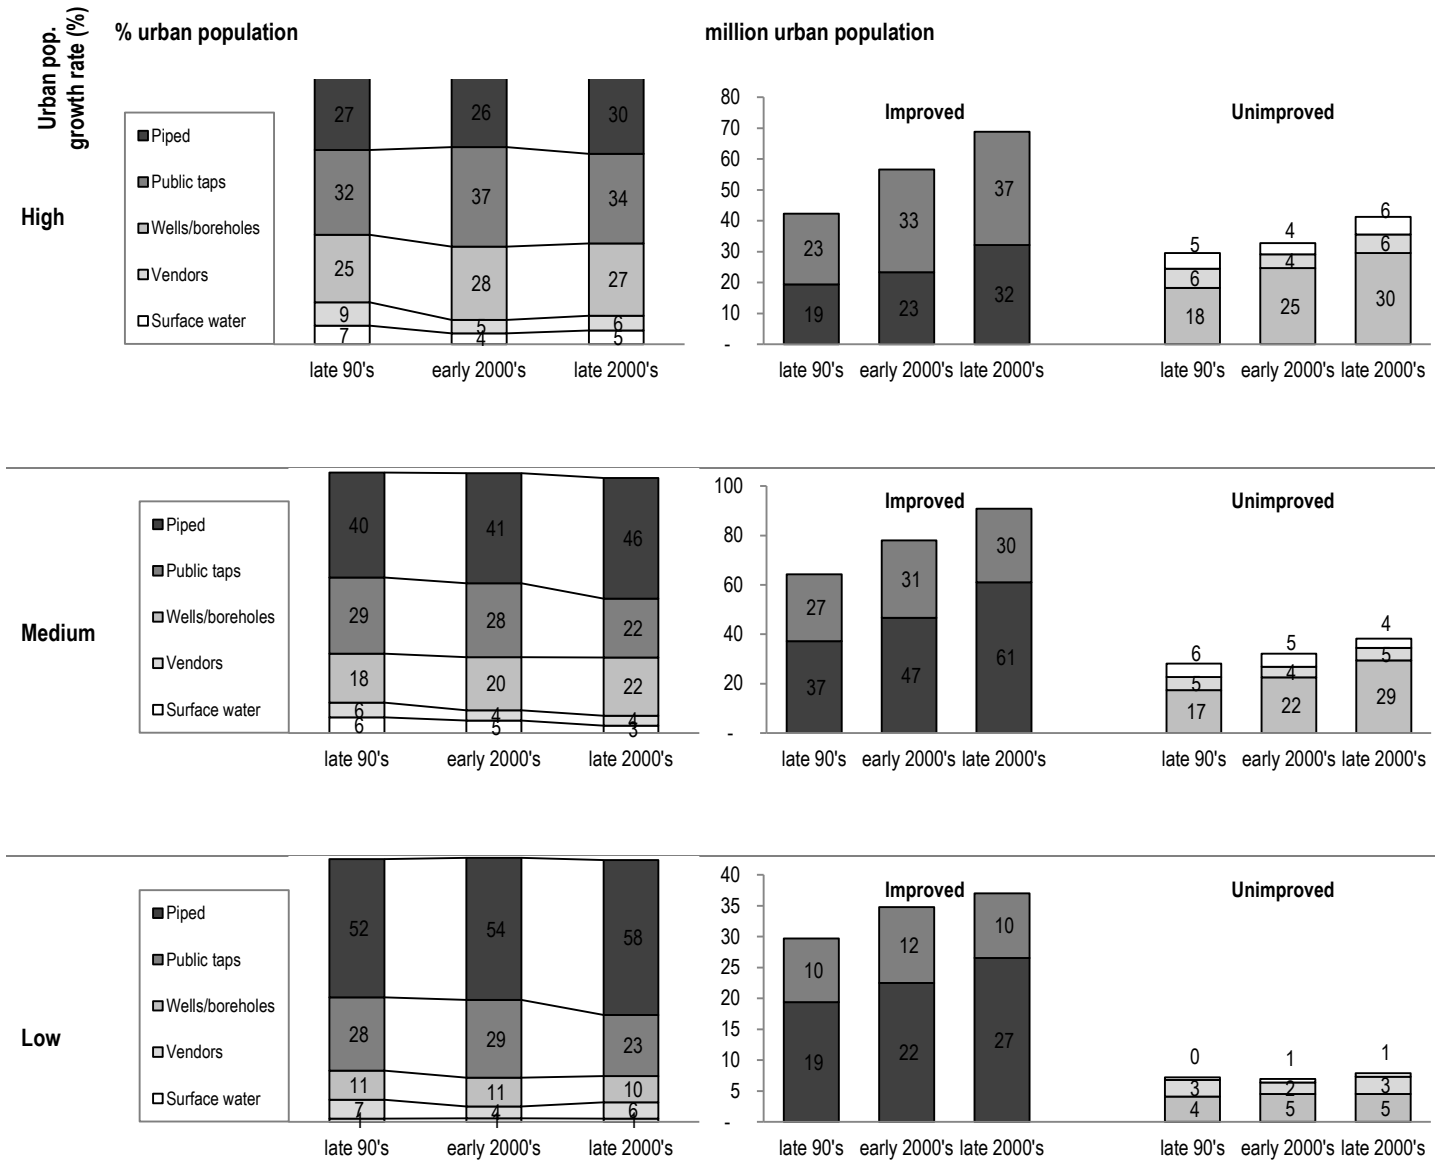 Urban pop.
growth rate (%)
% urban population
million urban population
High
Piped
Public taps
Wells/boreholes
Vendors
Surface water
27 26 30
32 37 34
25 28 27
9 5 6
7 4 5
late 90's early 2000's late 2000's
80
70
60
50
40
30
20
10
-
Improved
Unimproved
23 33 37
19 23 32
5 4 6
6 4 6
18 25 30
late 90's early 2000's late 2000's
late 90's early 2000's late 2000's
Medium
Piped
Public taps
Wells/boreholes
Vendors
Surface water
40 41 46
29 28 22
18 20 22
6 4 4
6 5 3
late 90's early 2000's late 2000's
100
80
60
40
20
-
Improved
Unimproved
27 31 30
37 47 61
6 5 4
5 4 5
17 22 29
late 90's early 2000's late 2000's
late 90's early 2000's late 2000's
Low
Piped
Public taps
Wells/boreholes
Vendors
Surface water
52 54 58
28 29 23
11 11 10
7 4 6
1 1 1
late 90's early 2000's late 2000's
40
35
30
25
20
15
10
5
-
Improved
Unimproved
10 12 10
19 22 27
0 1 1
3 2 3
4 5 5
late 90's early 2000's late 2000's
late 90's early 2000's late 2000's